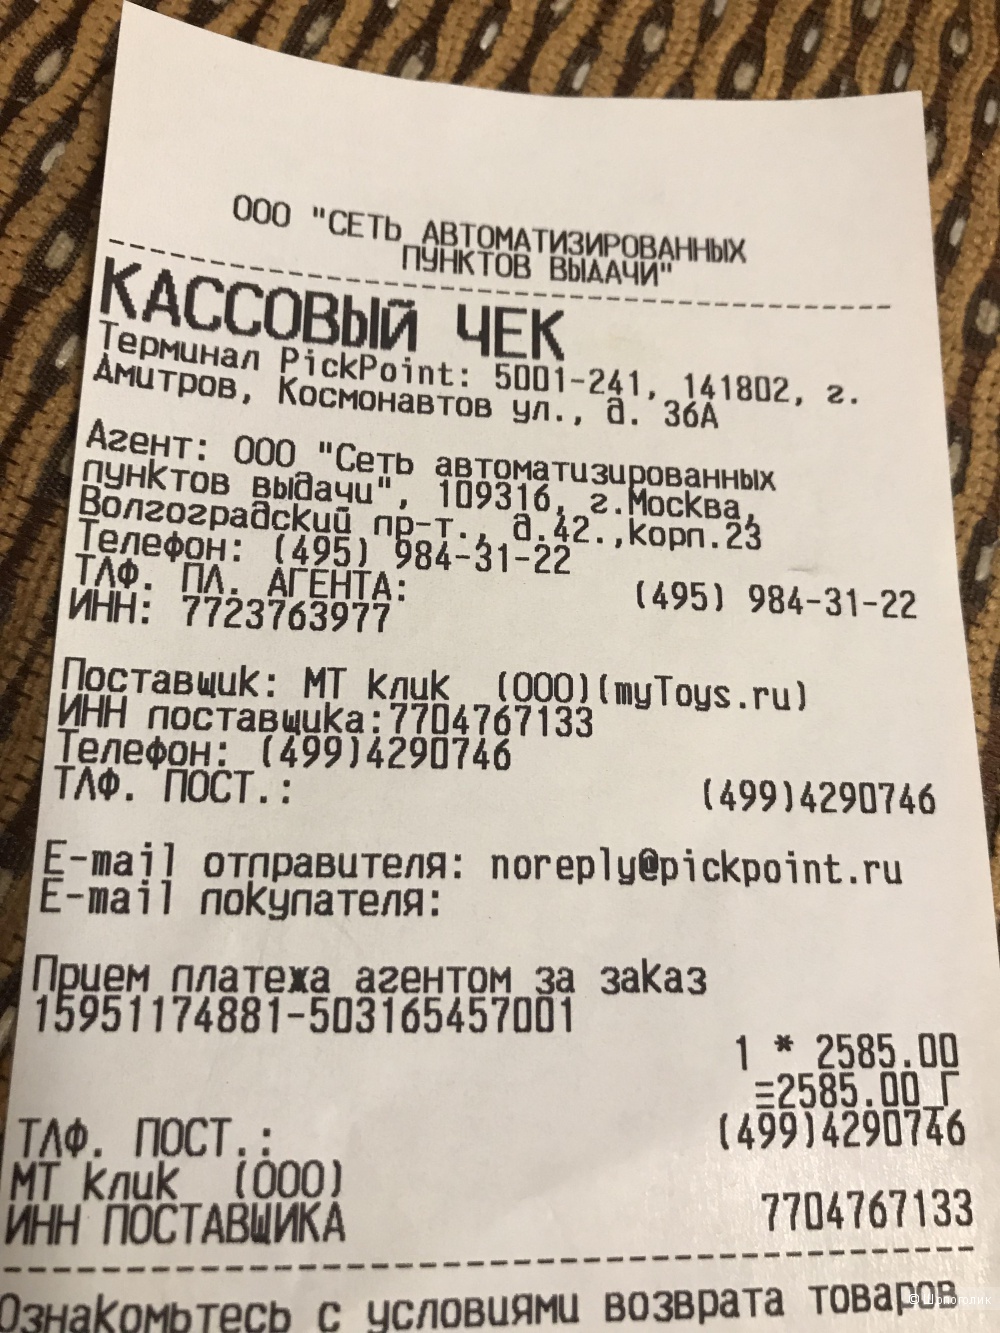 ООО "СЕТЬ АВТОМАТИЗИРОВАННЫХ
ПУНКТОВ ВЫДАЧИ"
КАССОВЫЙ ЧЕК
Терминал PickPoint: 5001-241, 141802, г.
Дмитров, Космонавтов ул., д. 36А
Агент: ООО "Сеть автоматизированных
пунктов выдачи", 109316, г.Москва,
Волгоградский пр-т., д.42.,корп.23
Телефон: (495) 984-31-22
ТЛФ. ПЛ. АГЕНТА: (495) 984-31-22
ИНН: 7723763977
Поставщик: МТ клик (ООО)(myToys.ru)
ИНН поставщика:7704767133
Телефон: (499)4290746
ТЛФ. ПОСТ.: (499)4290746
E-mail отправителя: noreply@pickpoint.ru
E-mail покупателя:
Прием платежа агентом за заказ
15951174881-503165457001
1 * 2585.00
=2585.00_Г
ТЛФ. ПОСТ.: (499)4290746
МТ клик (ООО)
ИНН ПОСТАВЩИКА 7704767133
Ознакомьтесь с условиями возврата товаров
© Шопоголик